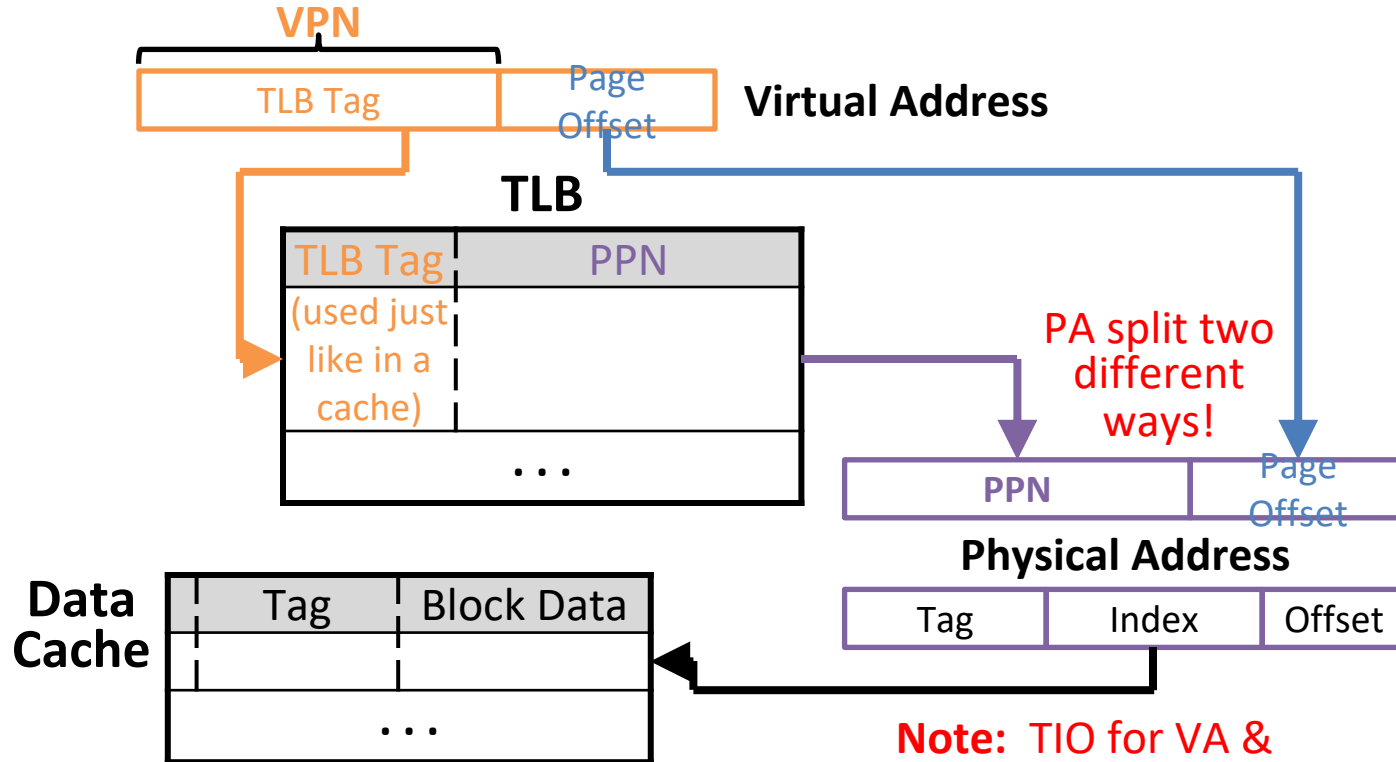 VPN
TLB Tag
Page
Offset
Virtual Address
TLB
TLB Tag
PPN
(used just
like in a
cache)
. . .
PA split two
different
ways!
PPN
Page
Offset
Physical Address
Data
Cache
Tag
Block Data
. . .
Tag
Index
Offset
Note: TIO for VA &